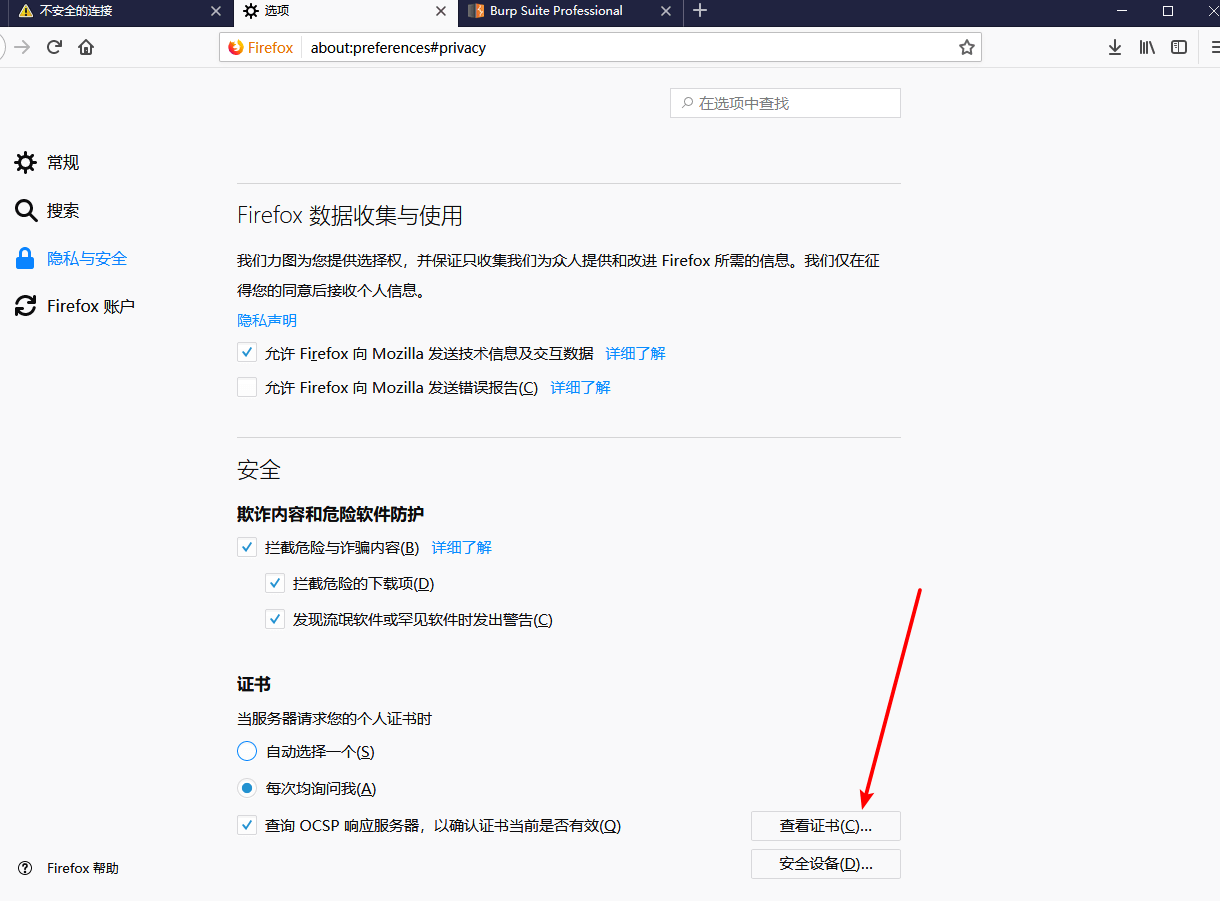 不安全的连接
选项
Burp Suite Professional
Firefox
about:preferences#privacy
在选项中查找
常规
搜索
隐私与安全
Firefox 账户
Firefox 数据收集与使用
我们力图为您提供选择权，并保证只收集我们为众人提供和改进 Firefox 所需的信息。我们仅在征
得您的同意后接收个人信息。
隐私声明
允许 Firefox 向 Mozilla 发送技术信息及交互数据 详细了解
允许 Firefox 向 Mozilla 发送错误报告(C) 详细了解
安全
欺诈内容和危险软件防护
拦截危险与诈骗内容(B) 详细了解
拦截危险的下载项(D)
发现流氓软件或罕见软件时发出警告(C)
证书
当服务器请求您的个人证书时
自动选择一个(S)
每次均询问我(A)
查询 OCSP 响应服务器，以确认证书当前是否有效(Q)
查看证书(C)...
安全设备(D)...
Firefox 帮助